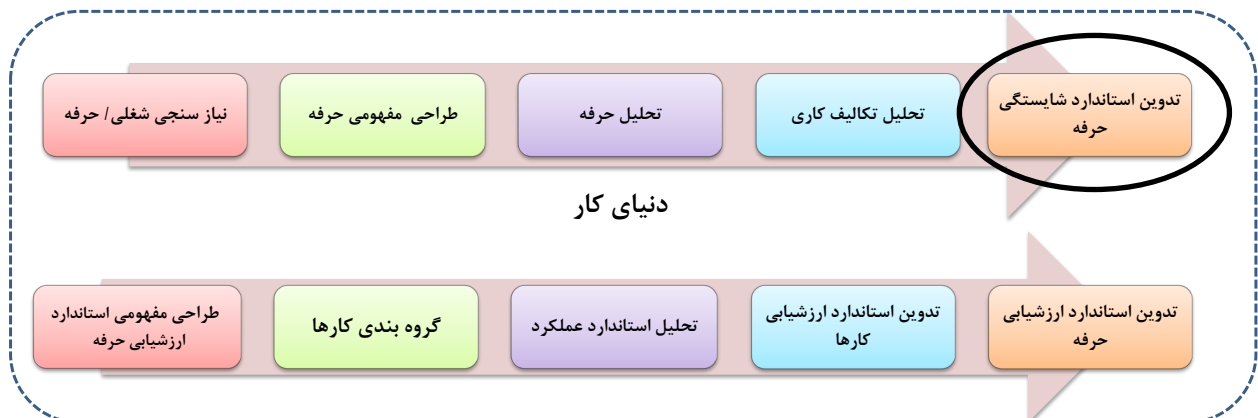 نیاز سنجی شغلی/ حرفه
طراحی مفهومی حرفه
تحلیل حرفه
تحلیل تکالیف کاری
تدوین استاندارد شایستگی
حرفه
دنیای کار
طراحی مفهومی استاندارد
ارزشیابی حرفه
گروه بندی کارها
تحلیل استاندارد عملکرد
تدوین استاندارد ارزشیابی
کارها
تدوین استاندارد ارزشیابی
حرفه